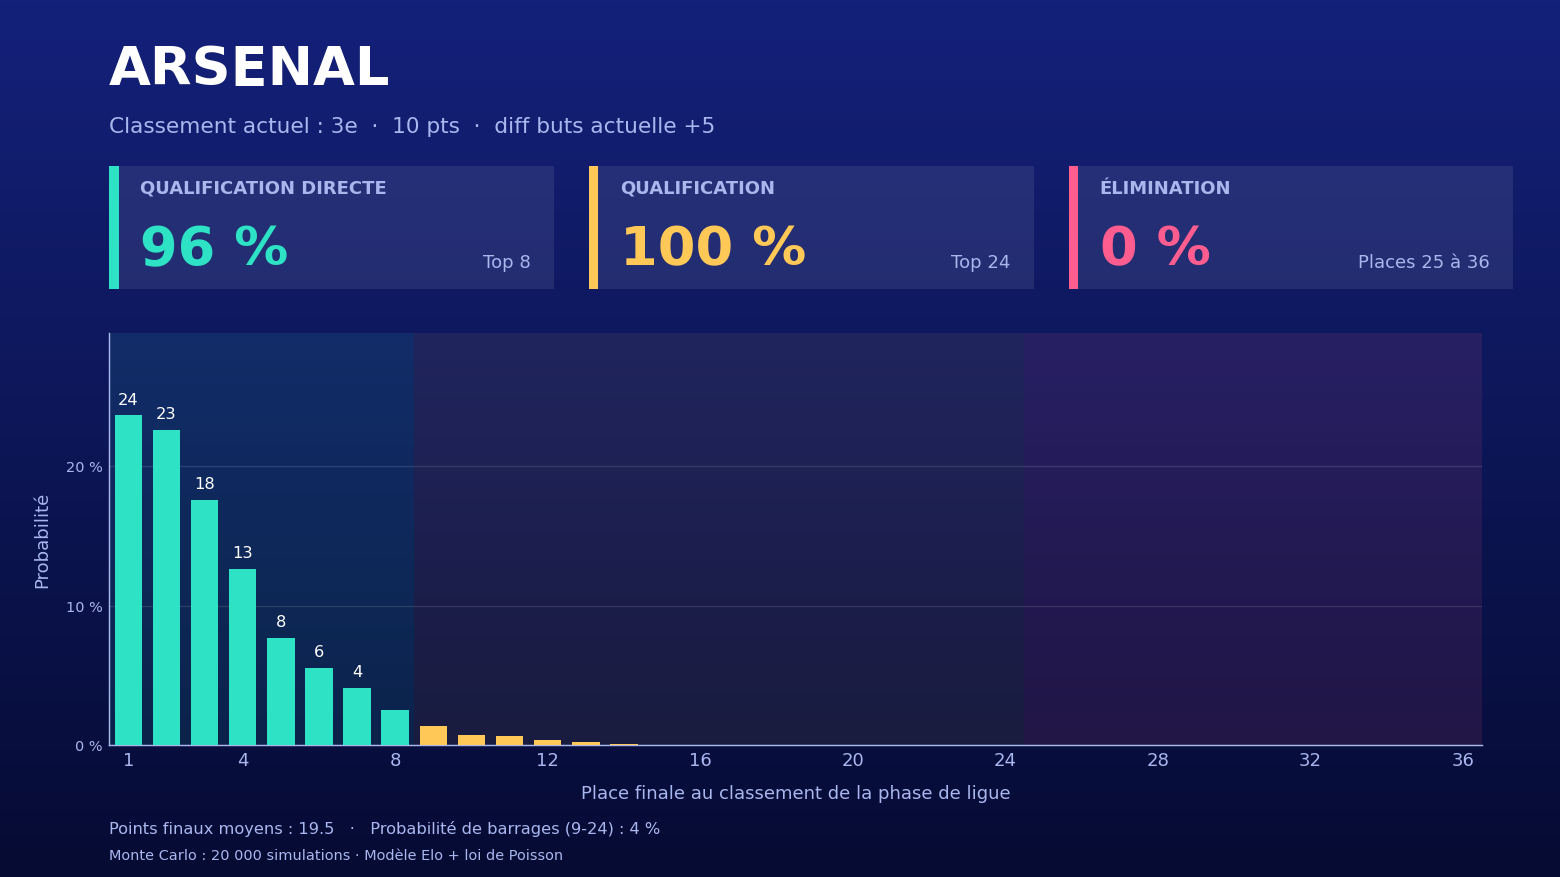 ARSENAL
Classement actuel : 3e · 10 pts · diff buts actuelle +5
QUALIFICATION DIRECTE
96 %
Top 8
QUALIFICATION
100 %
Top 24
ÉLIMINATION
0 %
Places 25 à 36
Probabilité
20 %
10 %
0 %
24
23
18
13
8
6
4
1 4 8 12 16 20 24 28 32 36
Place finale au classement de la phase de ligue
Points finaux moyens : 19.5 · Probabilité de barrages (9-24) : 4 %
Monte Carlo : 20 000 simulations · Modèle Elo + loi de Poisson